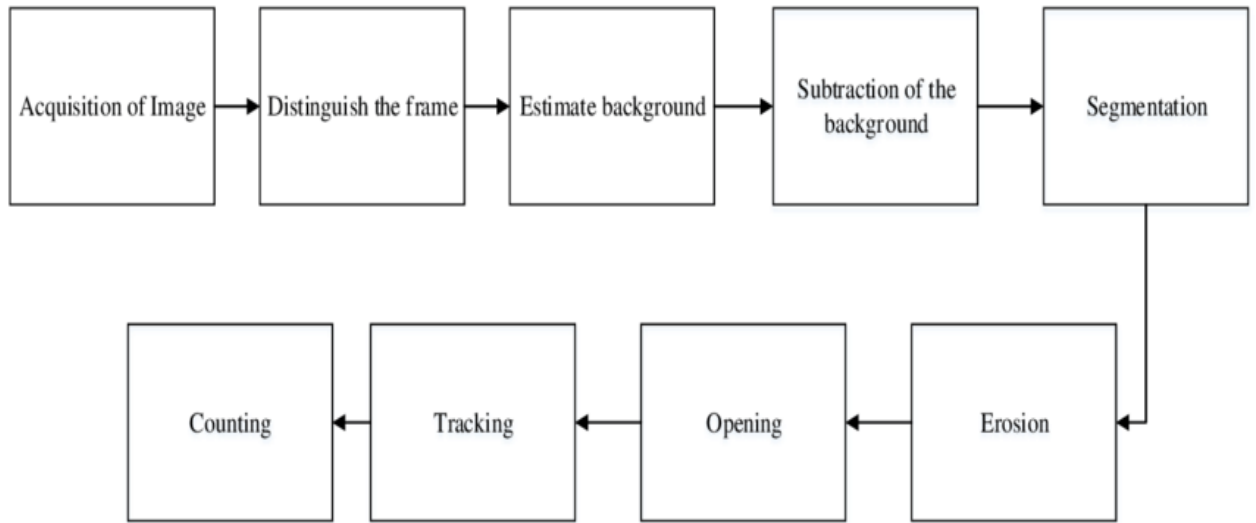 Acquisition of Image
Distinguish the frame
Estimate background
Subtraction of the
background
Segmentation
Erosion
Opening
Tracking
Counting